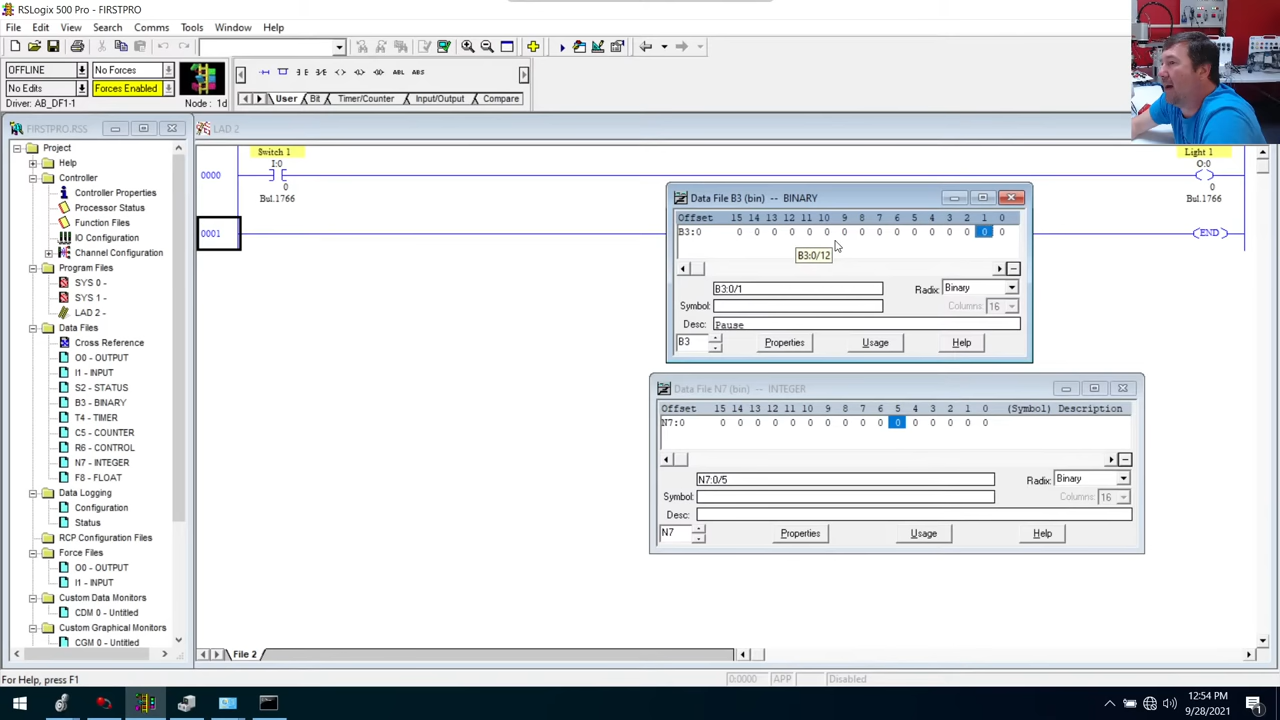 RSLogix 500 Pro - FIRSTPRO
File Edit View Search Comms Tools Window Help
OFFLINE No Forces
No Edits Forces Enabled
Driver: AB_DF1-1 Node : 1d
ABL ABS
User Bit Timer/Counter Input/Output Compare
FIRSTPRO.RSS
Project
Help
Controller
Controller Properties
Processor Status
Function Files
IO Configuration
Channel Configuration
Program Files
SYS 0 -
SYS 1 -
LAD 2 -
Data Files
Cross Reference
O0 - OUTPUT
I1 - INPUT
S2 - STATUS
B3 - BINARY
T4 - TIMER
C5 - COUNTER
R6 - CONTROL
N7 - INTEGER
F8 - FLOAT
Data Logging
Configuration
Status
RCP Configuration Files
Force Files
O0 - OUTPUT
I1 - INPUT
Custom Data Monitors
CDM 0 - Untitled
Custom Graphical Monitors
CGM 0 - Untitled
LAD 2
Switch 1
I:0
0000
0
Bul.1766
Light 1
O:0
0
Bul.1766
0001
END
Data File B3 (bin) -- BINARY
Offset 15 14 13 12 11 10 9 8 7 6 5 4 3 2 1 0
B3:0 0 0 0 0 0 0 0 0 0 0 0 0 0 0 0 0
B3:0/12
B3:0/1 Radix: Binary
Symbol: Columns: 16
Desc: Pause
B3 Properties Usage Help
Data File N7 (bin) -- INTEGER
Offset 15 14 13 12 11 10 9 8 7 6 5 4 3 2 1 0 (Symbol) Description
N7:0 0 0 0 0 0 0 0 0 0 0 0 0 0 0 0 0
N7:0/5 Radix: Binary
Symbol: Columns: 16
Desc:
N7 Properties Usage Help
File 2
For Help, press F1 0:0000 APP Disabled
12:54 PM
9/28/2021
1